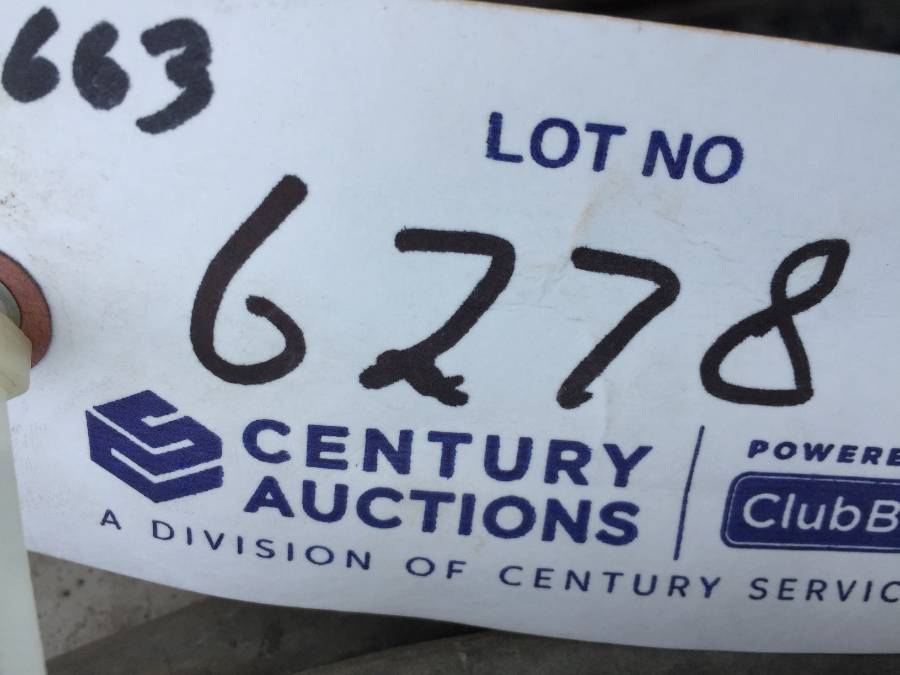 663
LOT NO
6278
CENTURY
AUCTIONS
POWERE
ClubB
A DIVISION OF CENTURY SERVIC